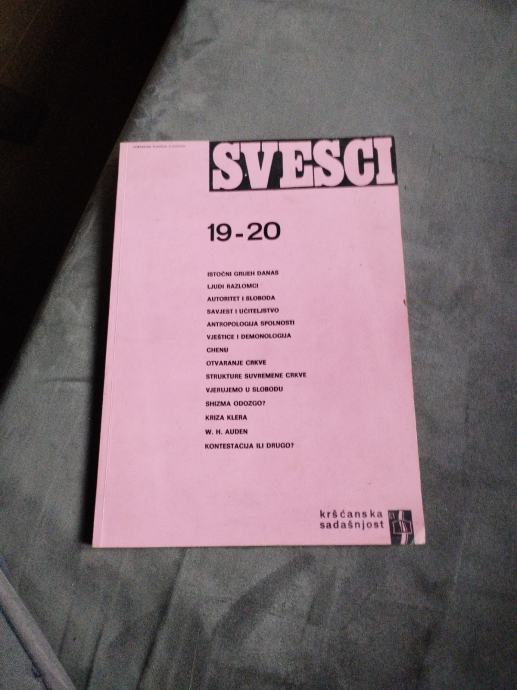 SVESCI
19-20
ISTOČNI GRIJEH DANAS
LJUDI RAZLOMCI
AUTORITET I SLOBODA
SAVJEST I UČITELJSTVO
ANTROPOLOGIJA SPOLNOSTI
VJEŠTICE I DEMONOLOGIJA
CHENU
OTVARANJE CRKVE
STRUKTURE SUVREMENE CRKVE
VJERUJEMO U SLOBODU
SHIZMA ODOZGO?
KRIZA KLERA
W. H. AUDEN
KONTESTACIJA ILI DRUGO?
kršćanska
sadašnjost